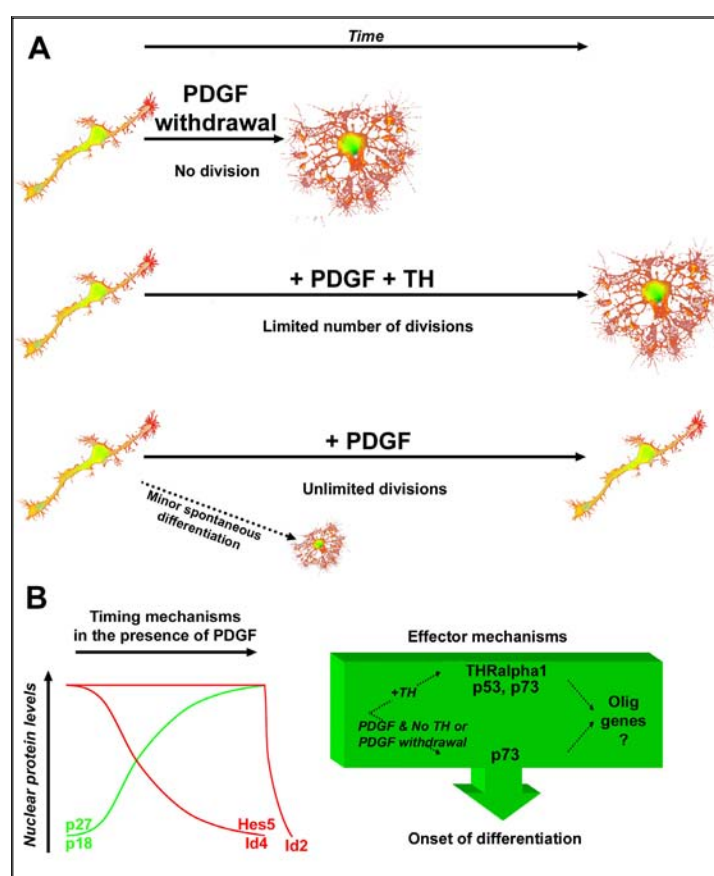 A
Time
PDGF
withdrawal
No division
+ PDGF + TH
Limited number of divisions
+ PDGF
Unlimited divisions
Minor spontaneous
differentiation
B
Timing mechanisms
in the presence of PDGF
Nuclear protein levels
p27
p18
Hes5
Id4
Id2
Effector mechanisms
THRalpha1
p53, p73
+TH
PDGF & No TH or
PDGF withdrawal
p73
Olig
genes
?
Onset of differentiation